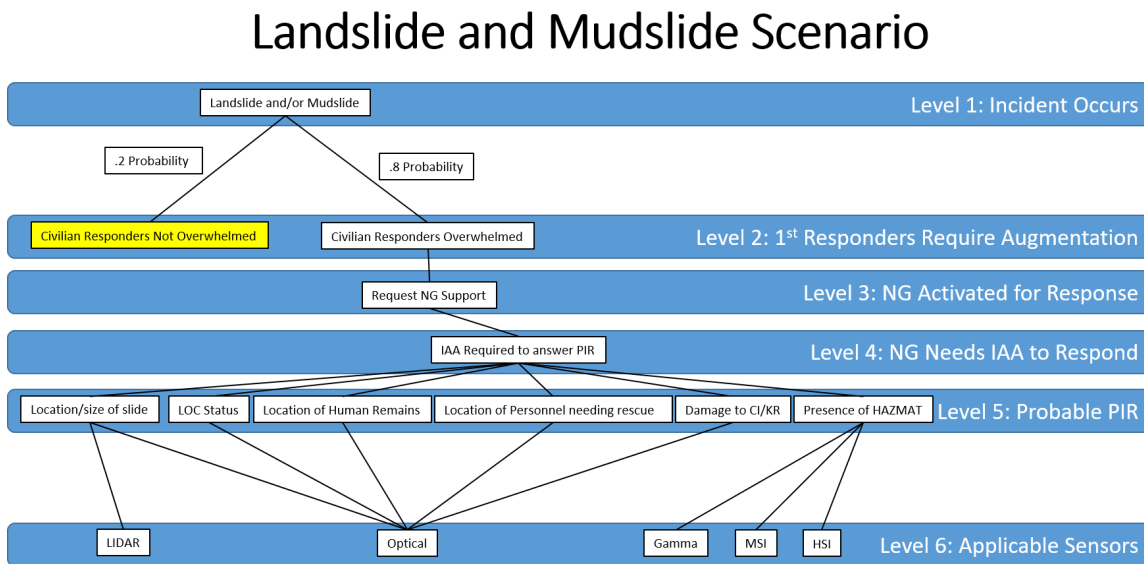 Landslide and Mudslide Scenario
Landslide and/or Mudslide
Level 1: Incident Occurs
.2 Probability
.8 Probability
Civilian Responders Not Overwhelmed
Civilian Responders Overwhelmed
Level 2: 1st Responders Require Augmentation
Request NG Support
Level 3: NG Activated for Response
IAA Required to answer PIR
Level 4: NG Needs IAA to Respond
Location/size of slide
LOC Status
Location of Human Remains
Location of Personnel needing rescue
Damage to CI/KR
Presence of HAZMAT
Level 5: Probable PIR
LIDAR
Optical
Gamma
MSI
HSI
Level 6: Applicable Sensors